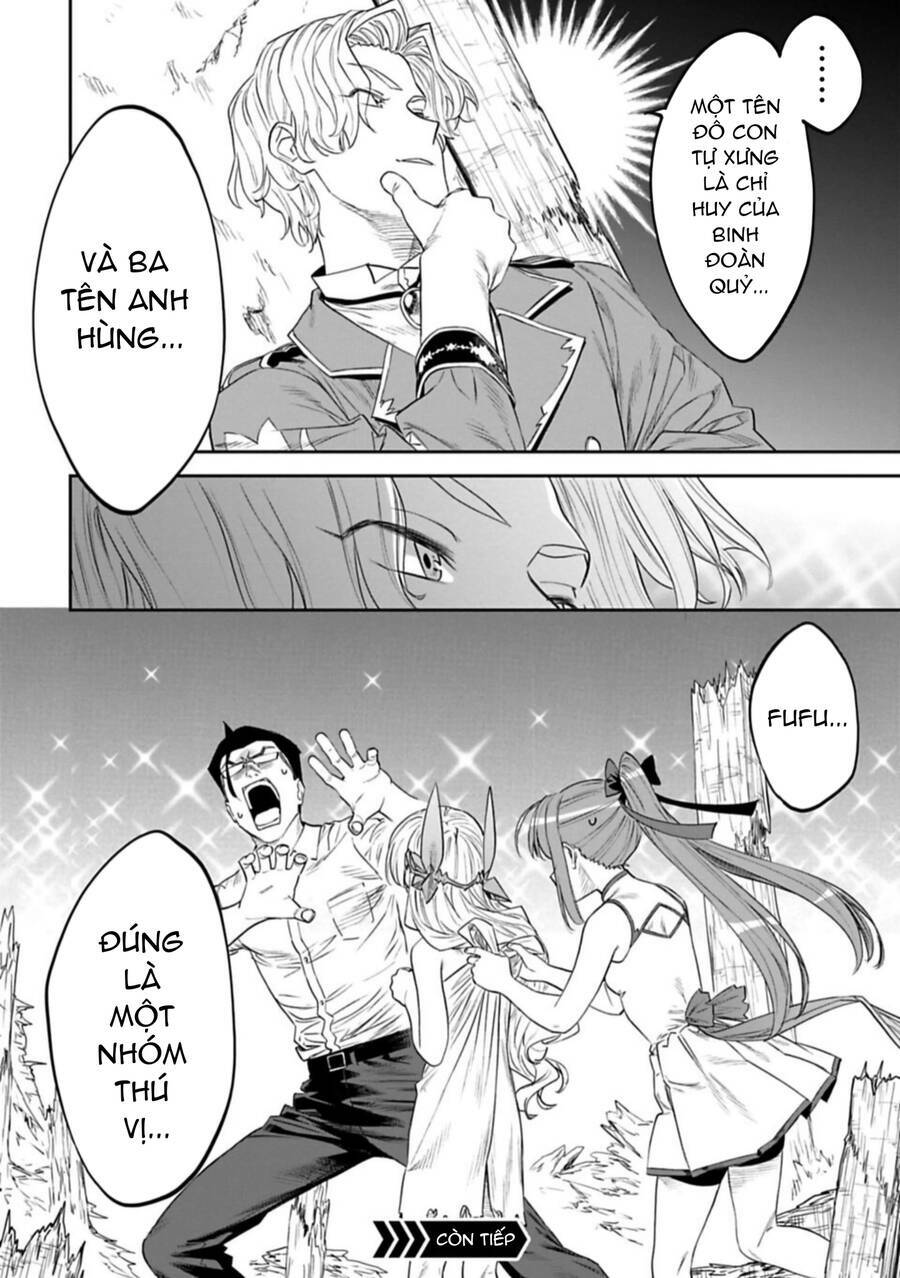 ......
MỘT TÊN
ĐÔ CON
TỰ XƯNG
LÀ CHỈ
HUY CỦA
BINH
ĐOÀN
QUỶ...
VÀ BA
TÊN ANH
HÙNG...
FUFU...
ĐÚNG
LÀ
MỘT
NHÓM
THÚ
VỊ...
CÒN TIẾP